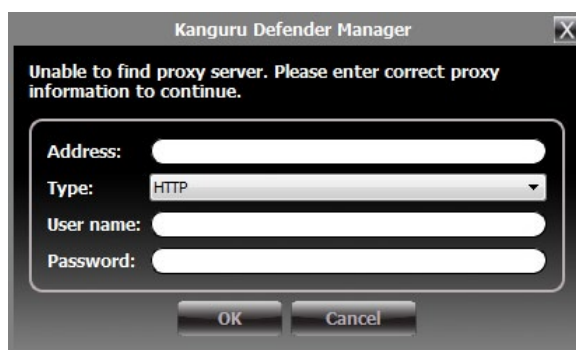 Kanguru Defender Manager
X
Unable to find proxy server. Please enter correct proxy
information to continue.
Address:
Type: HTTP
User name:
Password:
OK Cancel